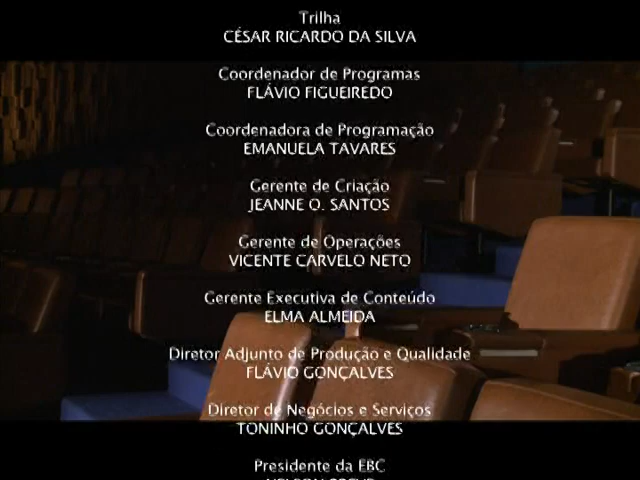 Trilha
CÉSAR RICARDO DA SILVA
Coordenador de Programas
FLÁVIO FIGUEIREDO
Coordenadora de Programação
EMANUELA TAVARES
Gerente de Criação
JEANNE O. SANTOS
Gerente de Operações
VICENTE CARVELO NETO
Gerente Executiva de Conteúdo
ELMA ALMEIDA
Diretor Adjunto de Produção e Qualidade
FLÁVIO GONÇALVES
Diretor de Negócios e Serviços
TONINHO GONÇALVES
Presidente da EBC